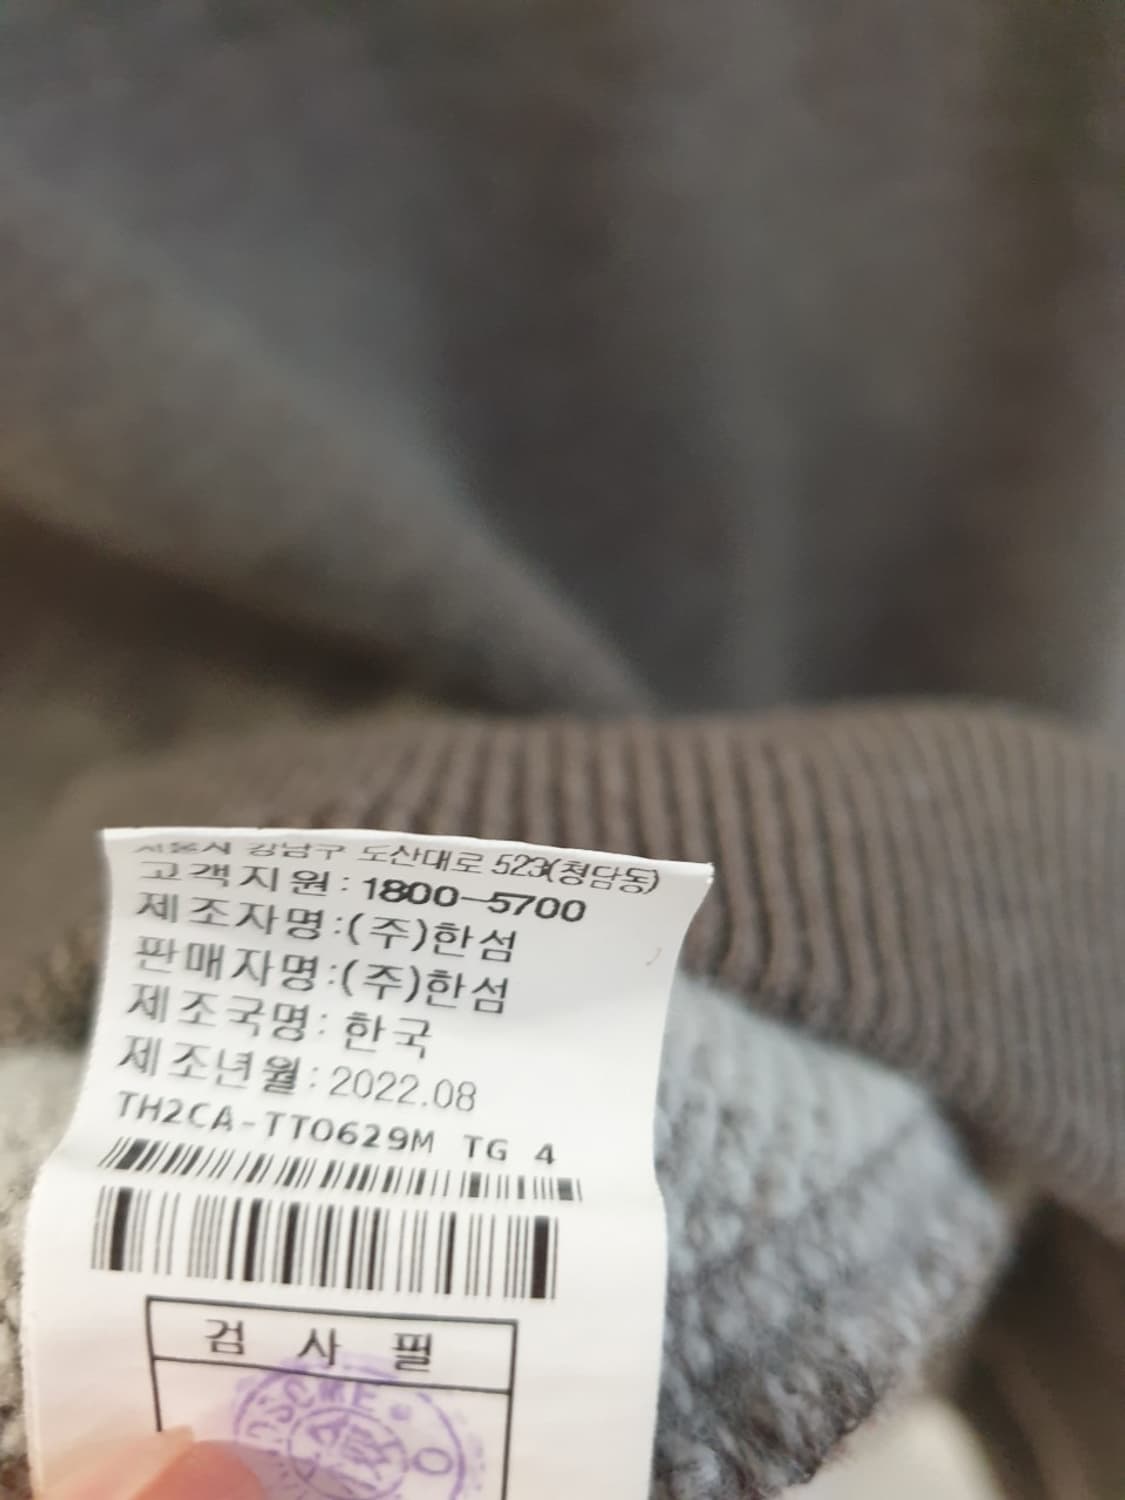 서울시 강남구 도산대로 523(청담동)
고객지원:1800-5700
제조자명:(주)한섬
판매자명:(주)한섬
제조국명:한국
제조년월:2022.08
TH2CA-TTO629M TG 4
검 사 필